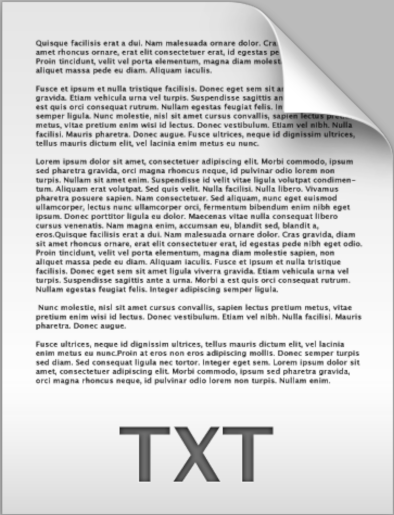 Quisque facilisis erat a dui. Nam malesuada ornare dolor. Cra
amet rhoncus ornare, erat elit consectetuer erat, id egestas pe
Proin tincidunt, velit vel porta elementum, magna diam molest
aliquet massa pede eu diam. Aliquam iaculis.
Fusce et ipsum et nulla tristique facilisis. Donec eget sem sit a
gravida. Etiam vehicula urna vel turpis. Suspendisse sagittis an
est quis orci consequat rutrum. Nullam egestas feugiat felis. In
semper ligula. Nunc molestie, nisl sit amet cursus convallis, sapien lectus pretium
metus, vitae pretium enim wisi id lectus. Donec vestibulum. Etiam vel nibh. Nulla
facilisi. Mauris pharetra. Donec augue. Fusce ultrices, neque id dignissim ultrices,
tellus mauris dictum elit, vel lacinia enim metus eu nunc.
Lorem ipsum dolor sit amet, consectetuer adipiscing elit. Morbi commodo, ipsum
sed pharetra gravida, orci magna rhoncus neque, id pulvinar odio lorem non
turpis. Nullam sit amet enim. Suspendisse id velit vitae ligula volutpat condimen-
tum. Aliquam erat volutpat. Sed quis velit. Nulla facilisi. Nulla libero. Vivamus
pharetra posuere sapien. Nam consectetuer. Sed aliquam, nunc eget euismod
ullamcorper, lectus nunc ullamcorper orci, fermentum bibendum enim nibh eget
ipsum. Donec porttitor ligula eu dolor. Maecenas vitae nulla consequat libero
cursus venenatis. Nam magna enim, accumsan eu, blandit sed, blandit a,
eros.Quisque facilisis erat a dui. Nam malesuada ornare dolor. Cras gravida, diam
sit amet rhoncus ornare, erat elit consectetuer erat, id egestas pede nibh eget odio.
Proin tincidunt, velit vel porta elementum, magna diam molestie sapien, non
aliquet massa pede eu diam. Aliquam iaculis. Fusce et ipsum et nulla tristique
facilisis. Donec eget sem sit amet ligula viverra gravida. Etiam vehicula urna vel
turpis. Suspendisse sagittis ante a urna. Morbi a est quis orci consequat rutrum.
Nullam egestas feugiat felis. Integer adipiscing semper ligula.
Nunc molestie, nisl sit amet cursus convallis, sapien lectus pretium metus, vitae
pretium enim wisi id lectus. Donec vestibulum. Etiam vel nibh. Nulla facilisi. Mauris
pharetra. Donec augue.
Fusce ultrices, neque id dignissim ultrices, tellus mauris dictum elit, vel lacinia
enim metus eu nunc.Proin at eros non eros adipiscing mollis. Donec semper turpis
sed diam. Sed consequat ligula nec tortor. Integer eget sem. Lorem ipsum dolor sit
amet, consectetuer adipiscing elit. Morbi commodo, ipsum sed pharetra gravida,
orci magna rhoncus neque, id pulvinar odio lorem non turpis. Nullam enim.
TXT